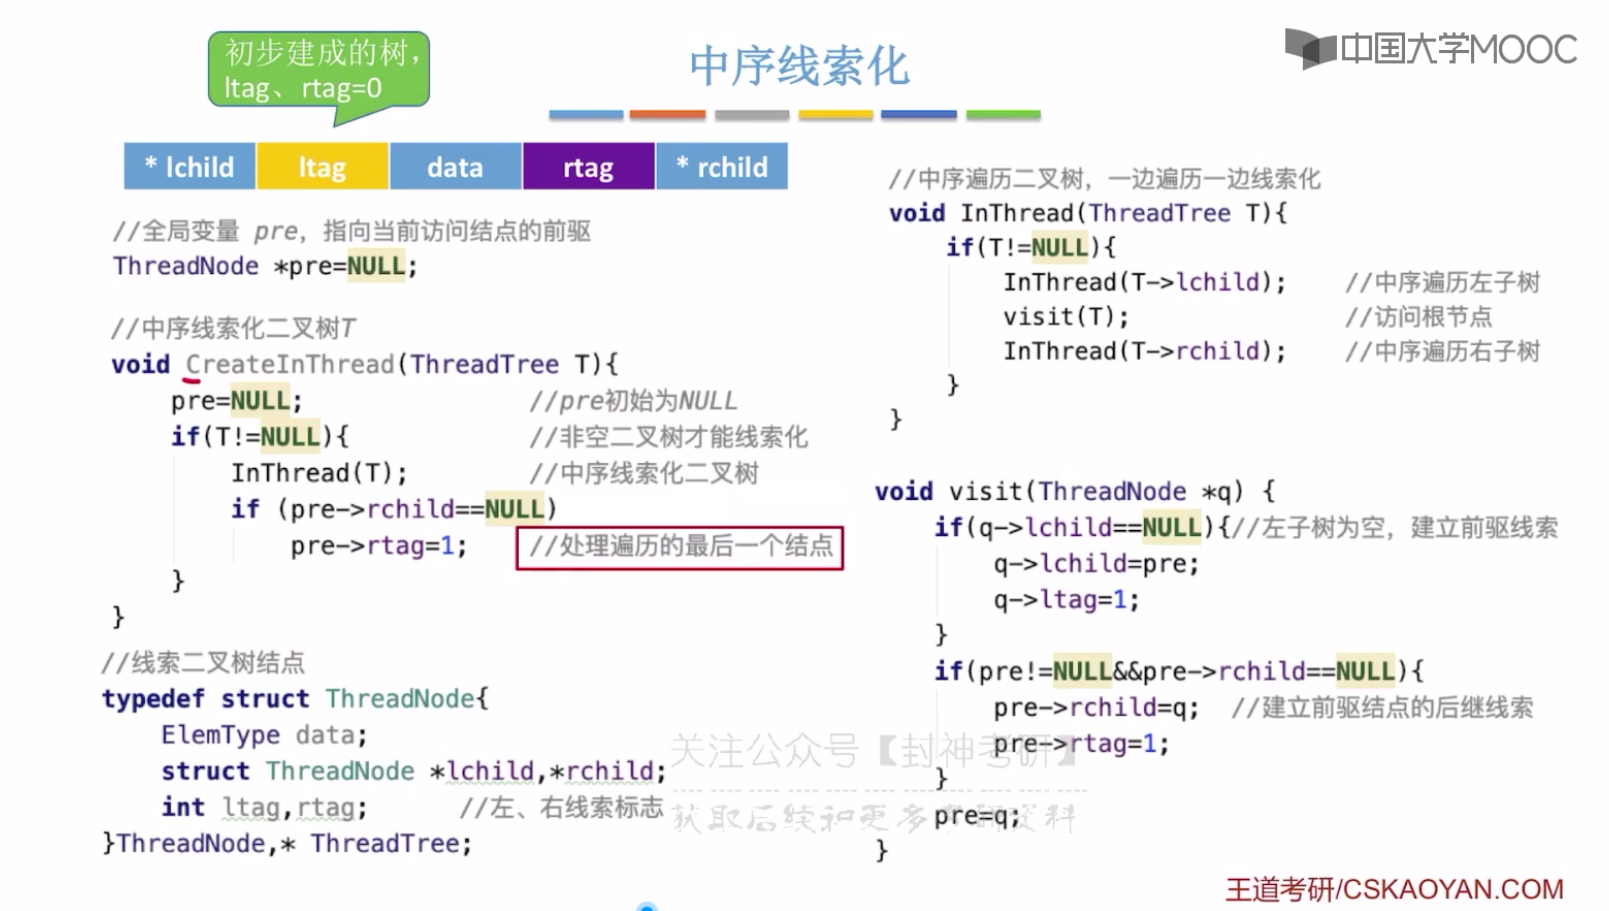 初步建成的树，
ltag、rtag=0
中序线索化
中国大学MOOC
* lchild ltag data rtag * rchild
//全局变量 pre，指向当前访问结点的前驱
ThreadNode *pre=NULL;
//中序线索化二叉树T
void CreateInThread(ThreadTree T){
pre=NULL; //pre初始为NULL
if(T!=NULL){ //非空二叉树才能线索化
InThread(T); //中序线索化二叉树
if (pre->rchild==NULL)
pre->rtag=1; //处理遍历的最后一个结点
}
}
//线索二叉树结点
typedef struct ThreadNode{
ElemType data;
struct ThreadNode *lchild,*rchild;
int ltag,rtag; //左、右线索标志
}ThreadNode,* ThreadTree;
//中序遍历二叉树，一边遍历一边线索化
void InThread(ThreadTree T){
if(T!=NULL){
InThread(T->lchild); //中序遍历左子树
visit(T); //访问根节点
InThread(T->rchild); //中序遍历右子树
}
}
void visit(ThreadNode *q) {
if(q->lchild==NULL){//左子树为空，建立前驱线索
q->lchild=pre;
q->ltag=1;
}
if(pre!=NULL&&pre->rchild==NULL){
pre->rchild=q; //建立前驱结点的后继线索
pre->rtag=1;
}
pre=q;
}
关注公众号【封神考研】
获取后续和更多考研资料
王道考研/CSKAOYAN.COM